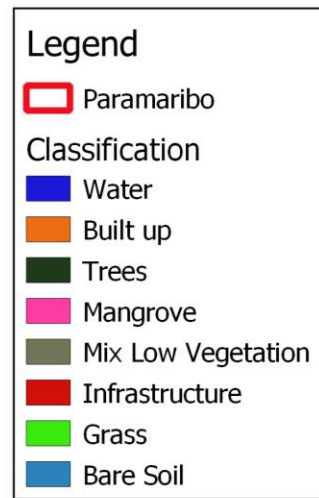 Legend
Paramaribo
Classification
Water
Built up
Trees
Mangrove
Mix Low Vegetation
Infrastructure
Grass
Bare Soil